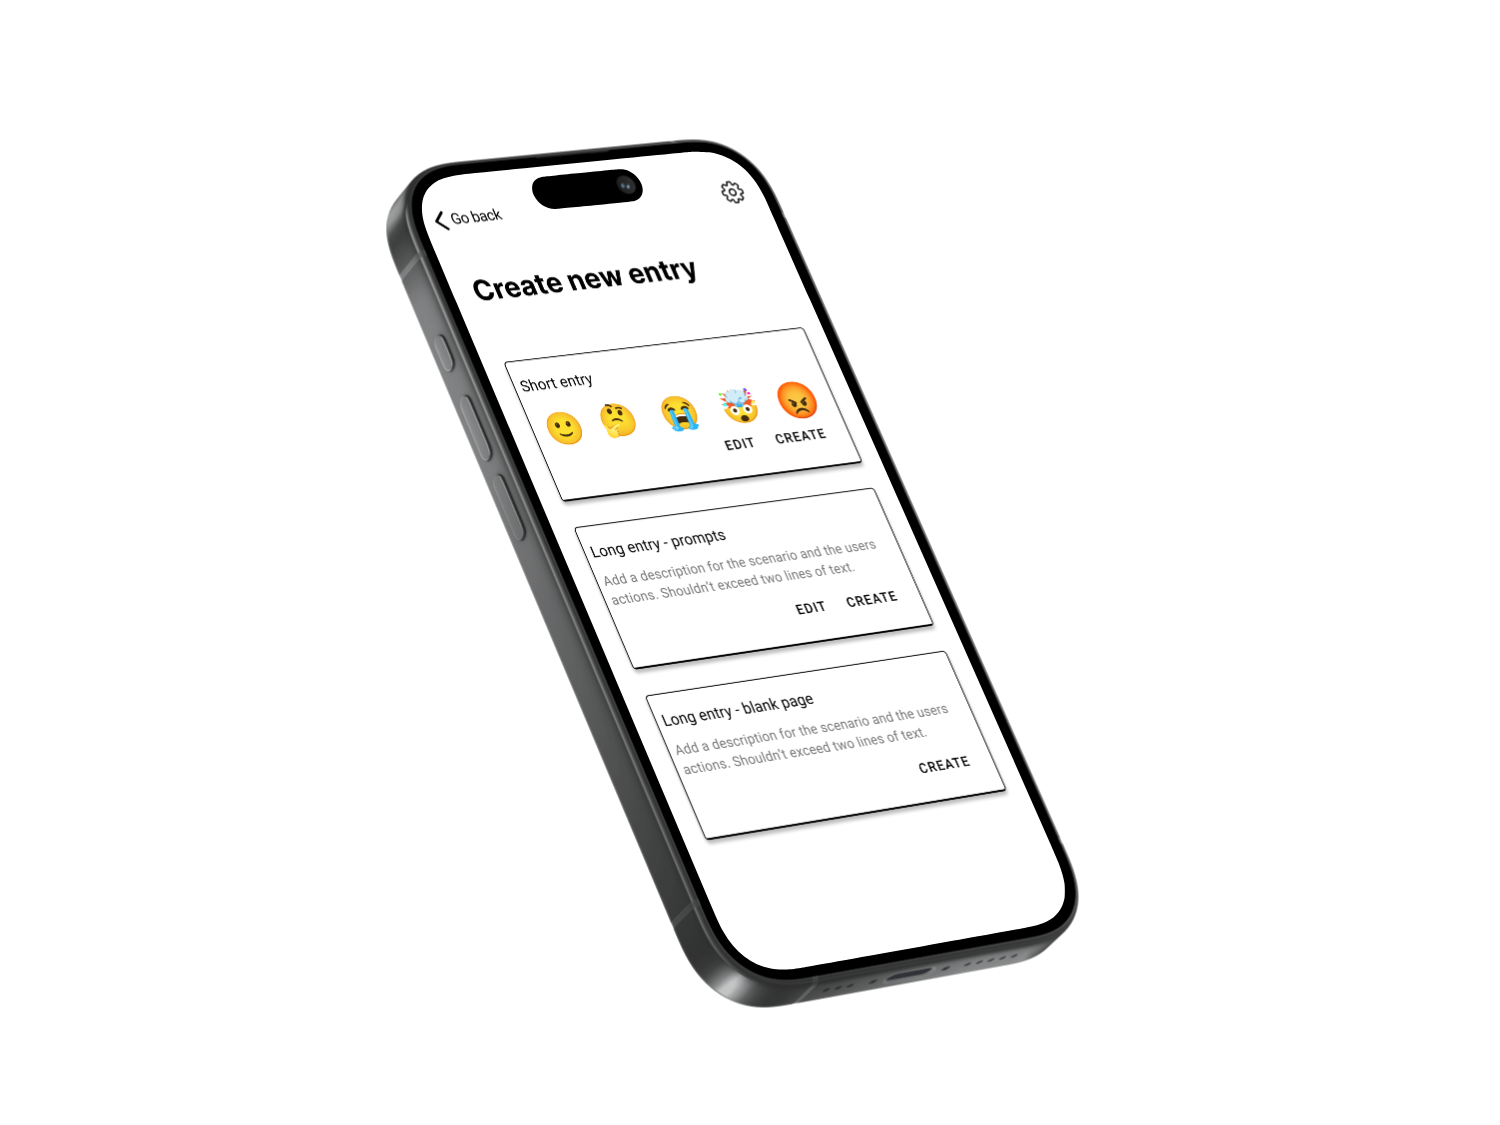 Go back
Create new entry
Short entry
EDIT CREATE
Long entry - prompts
Add a description for the scenario and the users
actions. Shouldn't exceed two lines of text.
EDIT CREATE
Long entry - blank page
Add a description for the scenario and the users
actions. Shouldn't exceed two lines of text.
CREATE